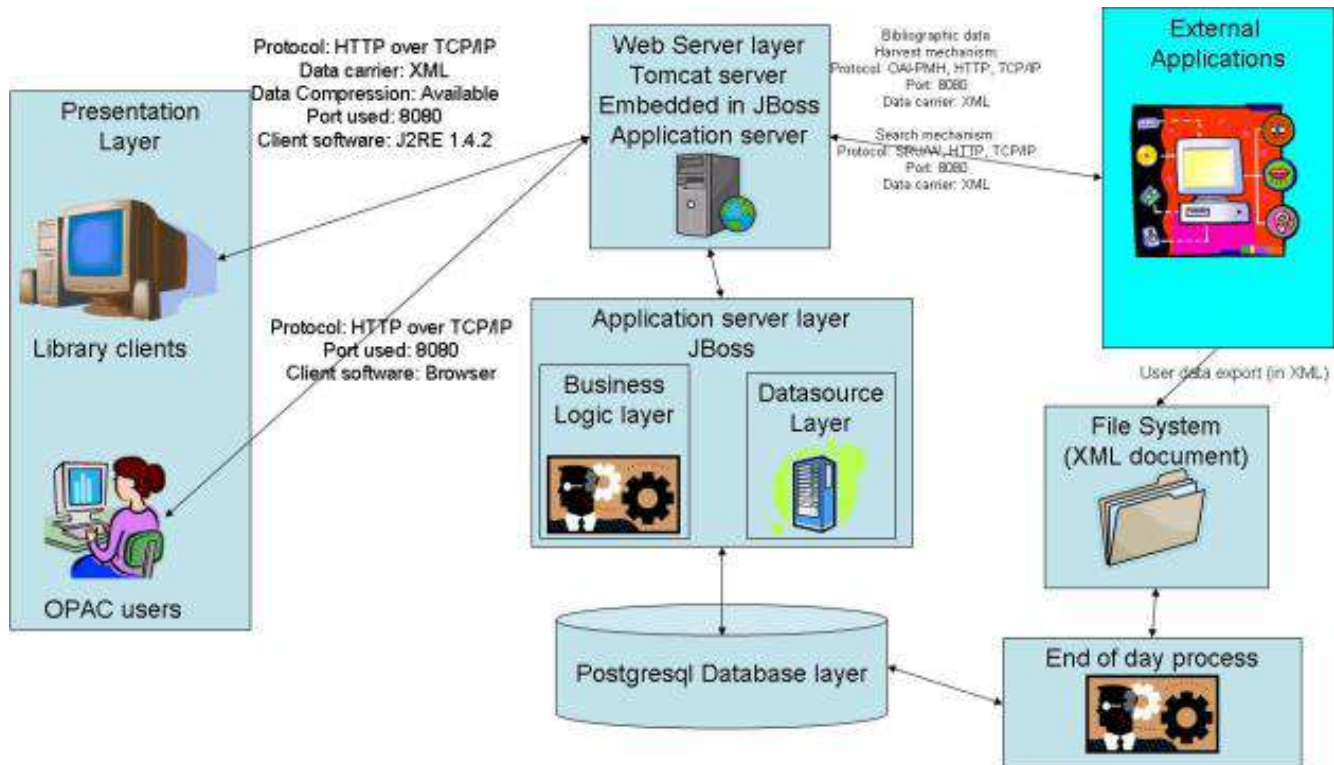 Presentation
Layer
Library clients
OPAC users
Protocol: HTTP over TCP/IP
Data carrier: XML
Data Compression: Available
Port used: 8080
Client software: J2RE 1.4.2
Protocol: HTTP over TCP/IP
Port used: 8080
Client software: Browser
Web Server layer
Tomcat server
Embedded in JBoss
Application server
Bibliographic data
Harvest mechanism:
Protocol: OAI-PMH, HTTP, TCP/IP
Port: 8080
Data carrier: XML
Search mechanism:
Protocol: SRU/W, HTTP, TCP/IP
Port: 8080
Data carrier: XML
External
Applications
Application server layer
JBoss
Business
Logic layer
Datasource
Layer
User data export (in XML)
File System
(XML document)
Postgresql Database layer
End of day process